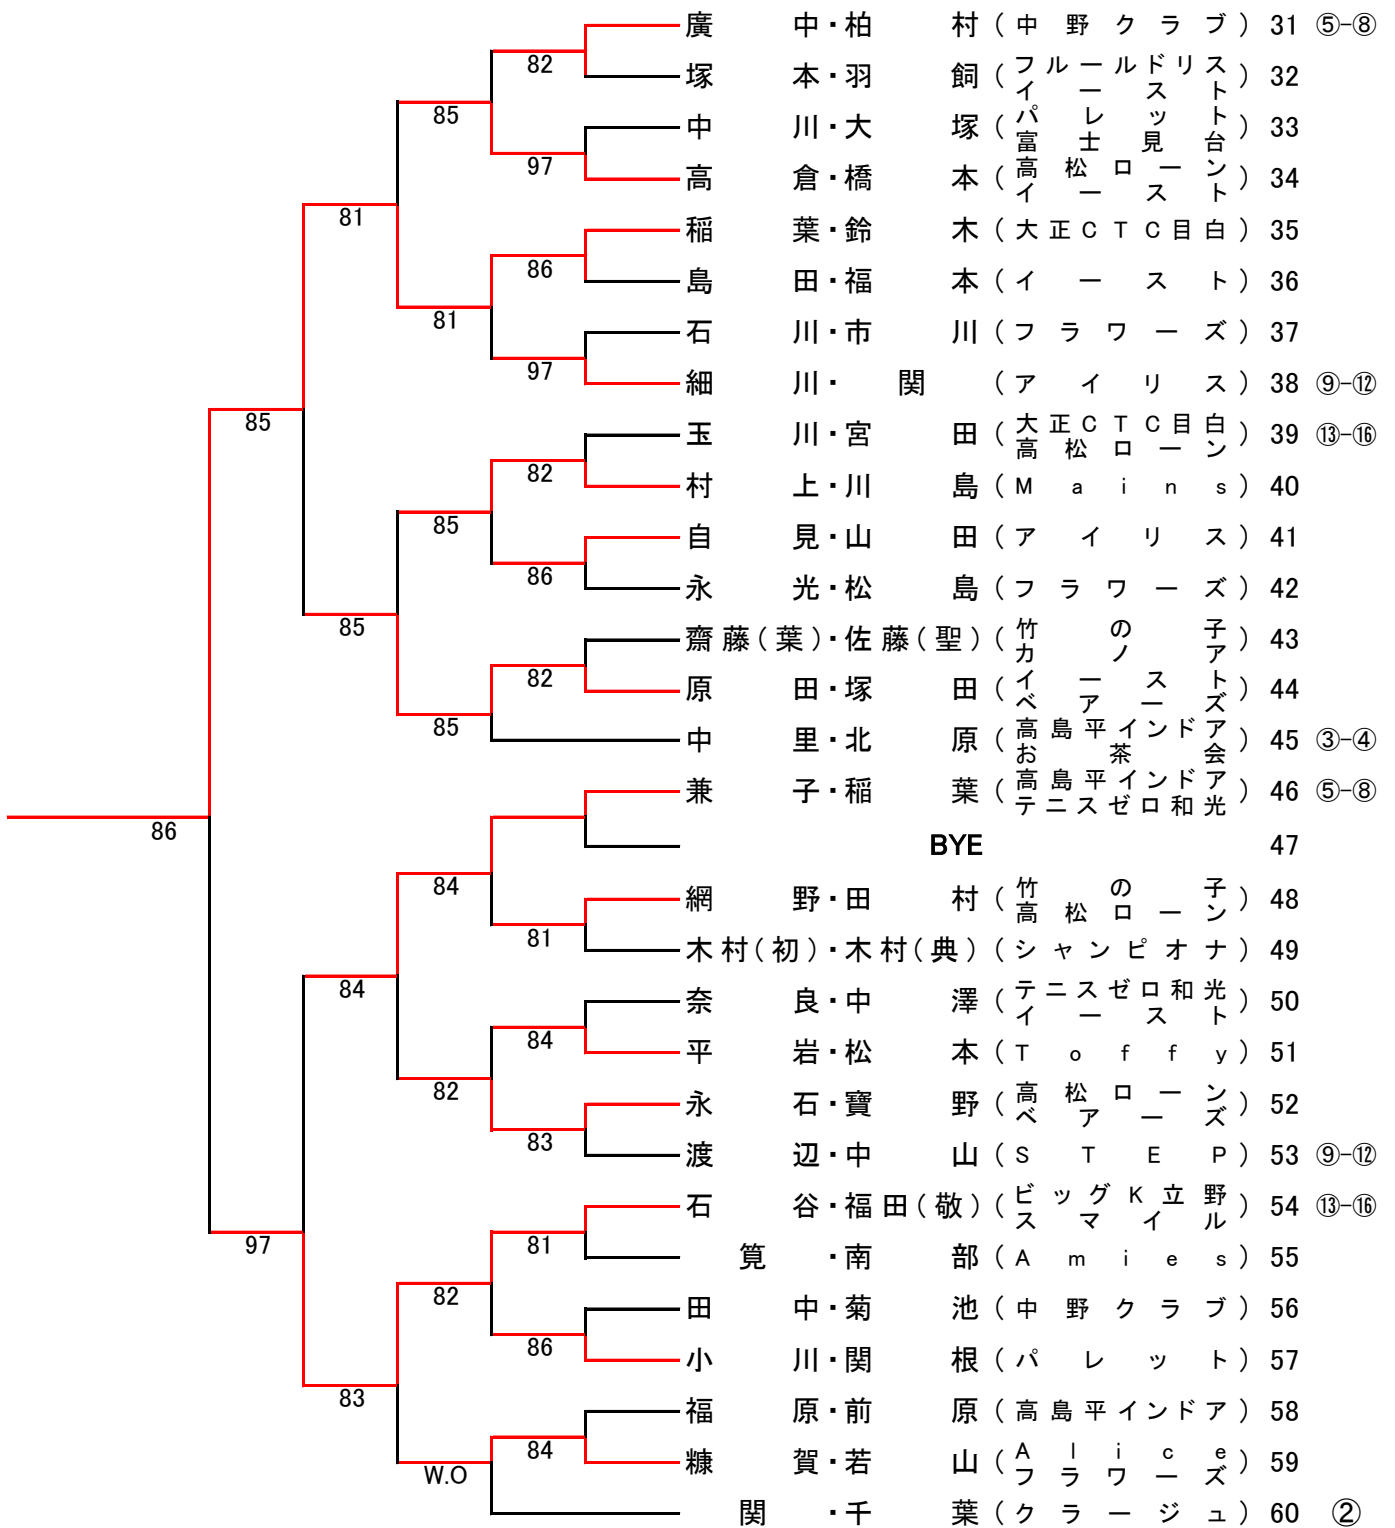 廣中・柏村（中野クラブ）31 ⑤-⑧
82
塚本・羽飼（フルールドリス イースト）32
85
中川・大塚（パレット 富士見台）33
97
高倉・橋本（高松ローン イースト）34
81
稲葉・鈴木（大正CTC目白）35
86
島田・福本（イースト）36
81
石川・市川（フラワーズ）37
97
細川・関（アイリス）38 ⑨-⑫
85
玉川・宮田（大正CTC目白 高松ローン）39 ⑬-⑯
82
村上・川島（Mains）40
85
自見・山田（アイリス）41
86
永光・松島（フラワーズ）42
85
齋藤（葉）・佐藤（聖）（竹の子 カノア）43
82
原田・塚田（イースト ベアーズ）44
85
中里・北原（高島平インドア お茶会）45 ③-④
兼子・稲葉（高島平インドア テニスゼロ和光）46 ⑤-⑧
86
BYE 47
84
網野・田村（竹の子 高松ローン）48
81
木村（初）・木村（典）（シャンピオナ）49
84
奈良・中澤（テニスゼロ和光 イースト）50
84
平岩・松本（Toffy）51
82
永石・寶野（高松ローン ベアーズ）52
83
渡辺・中山（STEP）53 ⑨-⑫
石谷・福田（敬）（ビッグK立野 スマイル）54 ⑬-⑯
97
81
筧・南部（Amies）55
82
田中・菊池（中野クラブ）56
86
小川・関根（パレット）57
83
福原・前原（高島平インドア）58
84
糠賀・若山（Alice フラワーズ）59
W.O
関・千葉（クラージュ）60 ②